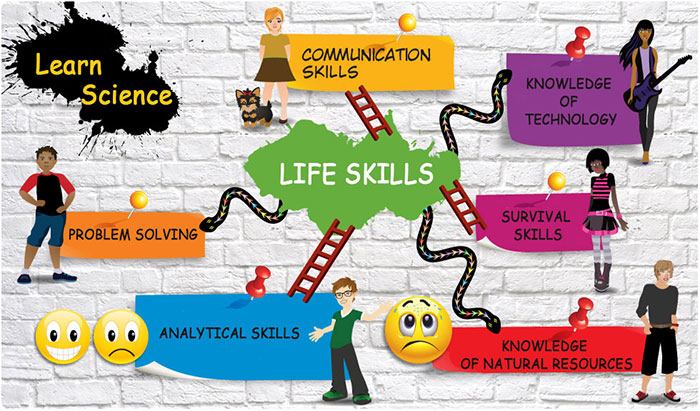 Learn
Science
COMMUNICATION
SKILLS
KNOWLEDGE
OF
TECHNOLOGY
LIFE SKILLS
PROBLEM SOLVING
SURVIVAL
SKILLS
ANALYTICAL SKILLS
KNOWLEDGE
OF NATURAL RESOURCES